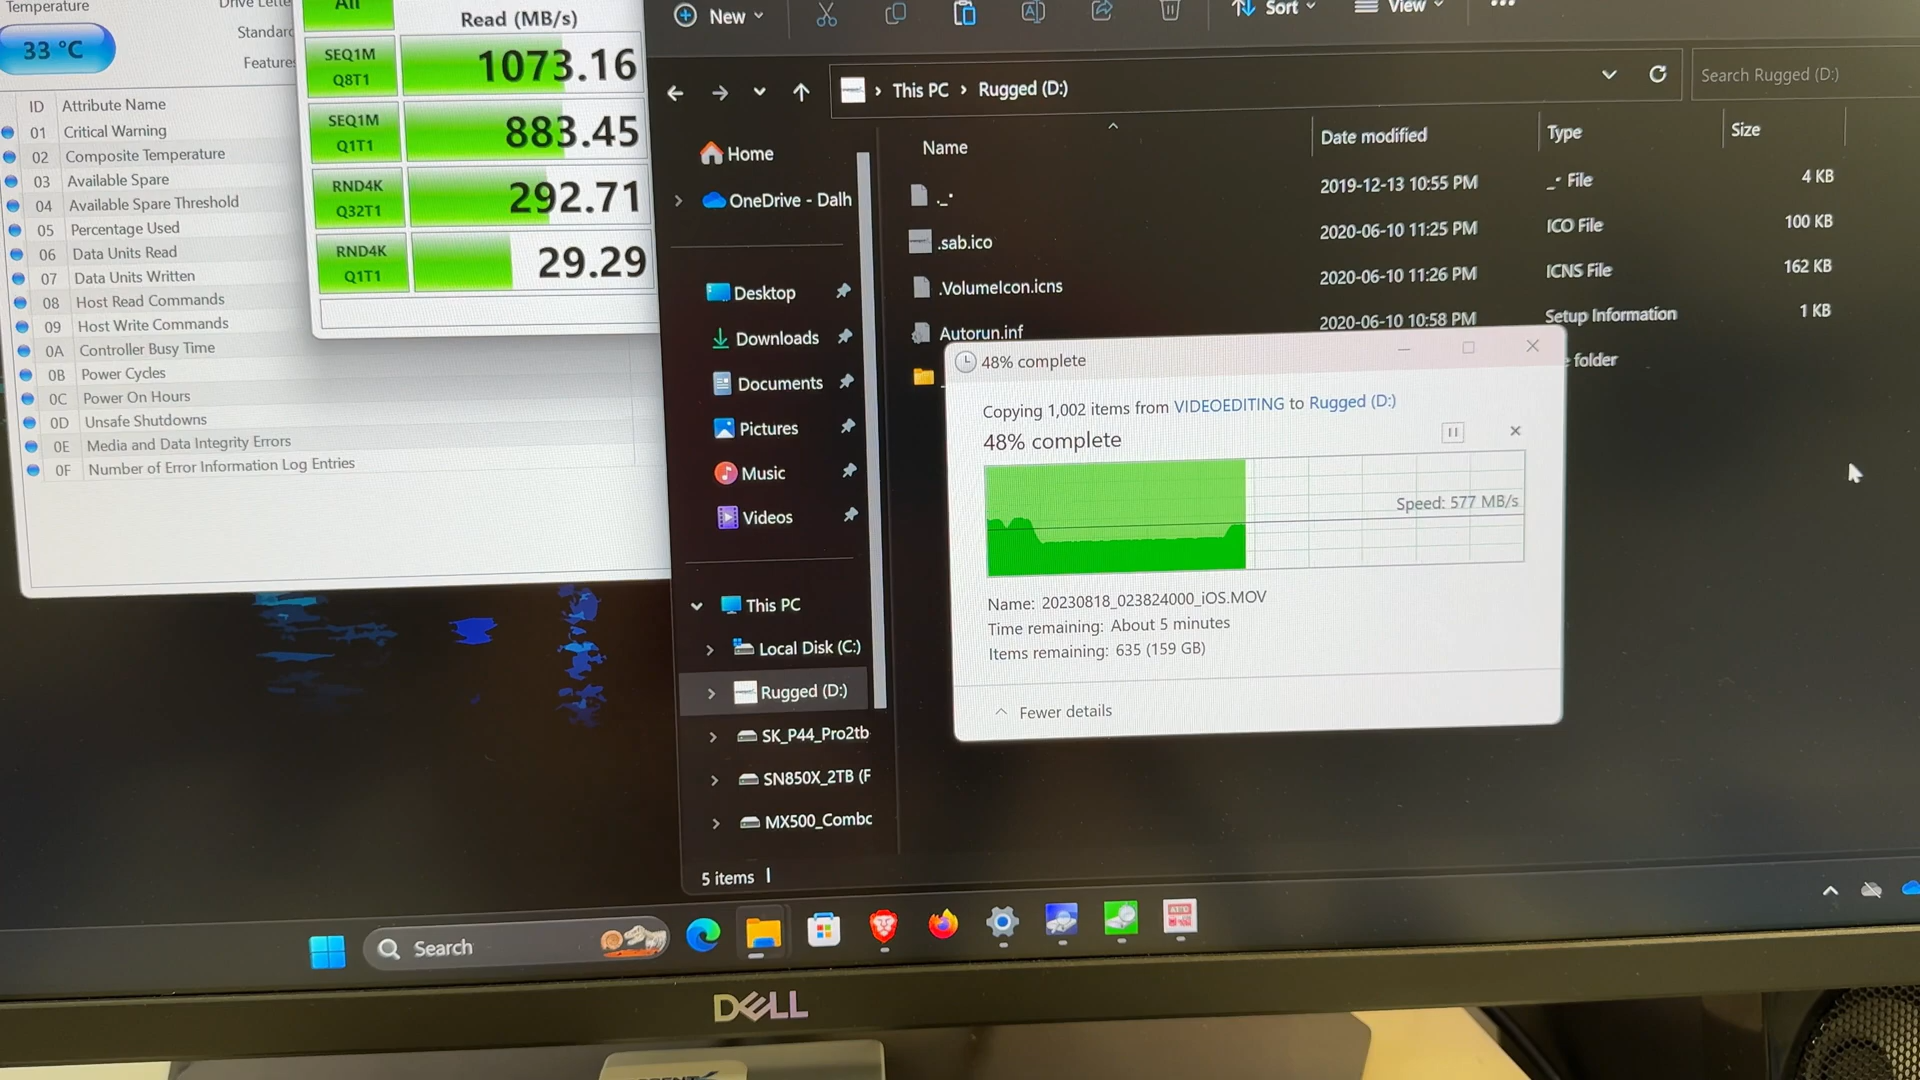 Temperature
33 °C
Standard
ID Attribute Name
01 Critical Warning
02 Composite Temperature
03 Available Spare
04 Available Spare Threshold
05 Percentage Used
06 Data Units Read
07 Data Units Written
08 Host Read Commands
09 Host Write Commands
0A Controller Busy Time
0B Power Cycles
0C Power On Hours
0D Unsafe Shutdowns
0E Media and Data Integrity Errors
0F Number of Error Information Log Entries
All
Read (MB/s)
SEQ1M
Q8T1
1073.16
SEQ1M
Q1T1
883.45
RND4K
Q32T1
292.71
RND4K
Q1T1
29.29
New
Sort
View
This PC > Rugged (D:)
Search Rugged (D:)
Home
OneDrive - Dalh
Desktop
Downloads
Documents
Pictures
Music
Videos
This PC
Local Disk (C:)
Rugged (D:)
SK_P44_Pro2tb
SN850X_2TB (F
MX500_Combo
5 items
Name Date modified Type Size
._. 2019-12-13 10:55 PM _. File 4 KB
.sab.ico 2020-06-10 11:25 PM ICO File 100 KB
.VolumeIcon.icns 2020-06-10 11:26 PM ICNS File 162 KB
Autorun.inf 2020-06-10 10:58 PM Setup Information 1 KB
folder
48% complete
Copying 1,002 items from VIDEOEDITING to Rugged (D:)
48% complete
Speed: 577 MB/s
Name: 20230818_023824000_iOS.MOV
Time remaining: About 5 minutes
Items remaining: 635 (159 GB)
Fewer details
Search
DELL